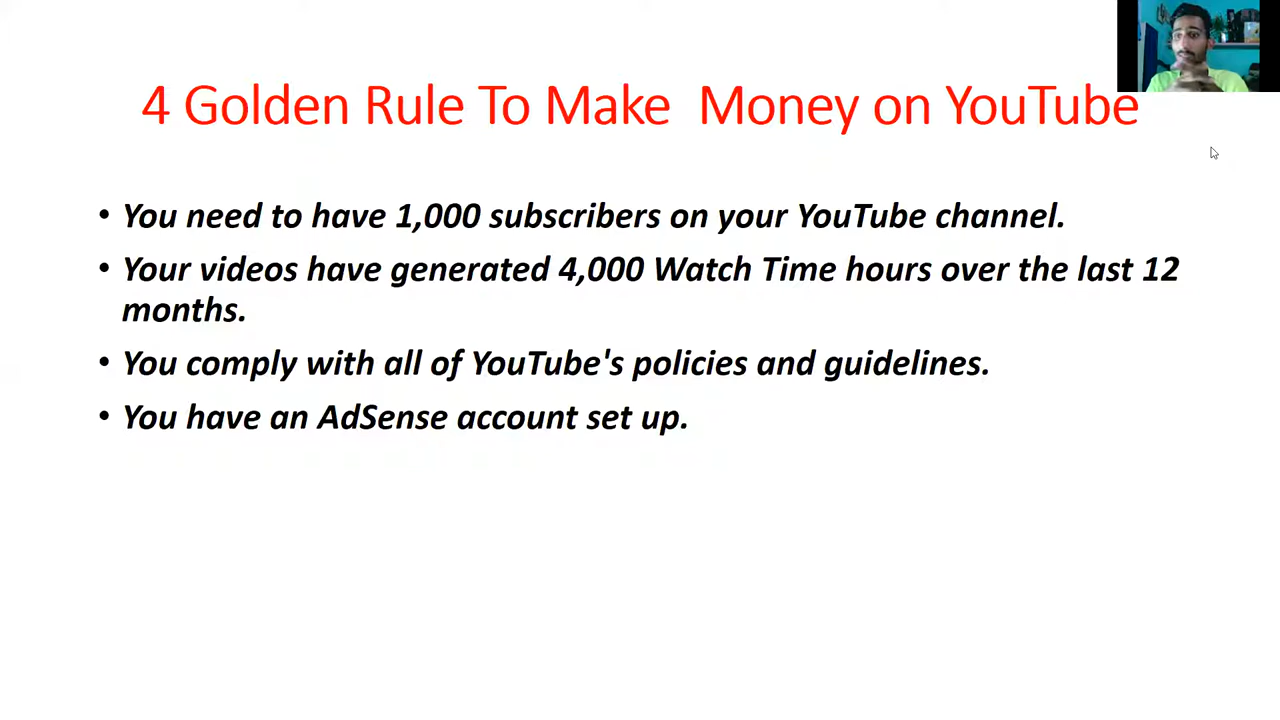 4 Golden Rule To Make Money on YouTube
• You need to have 1,000 subscribers on your YouTube channel.
• Your videos have generated 4,000 Watch Time hours over the last 12
months.
• You comply with all of YouTube's policies and guidelines.
• You have an AdSense account set up.